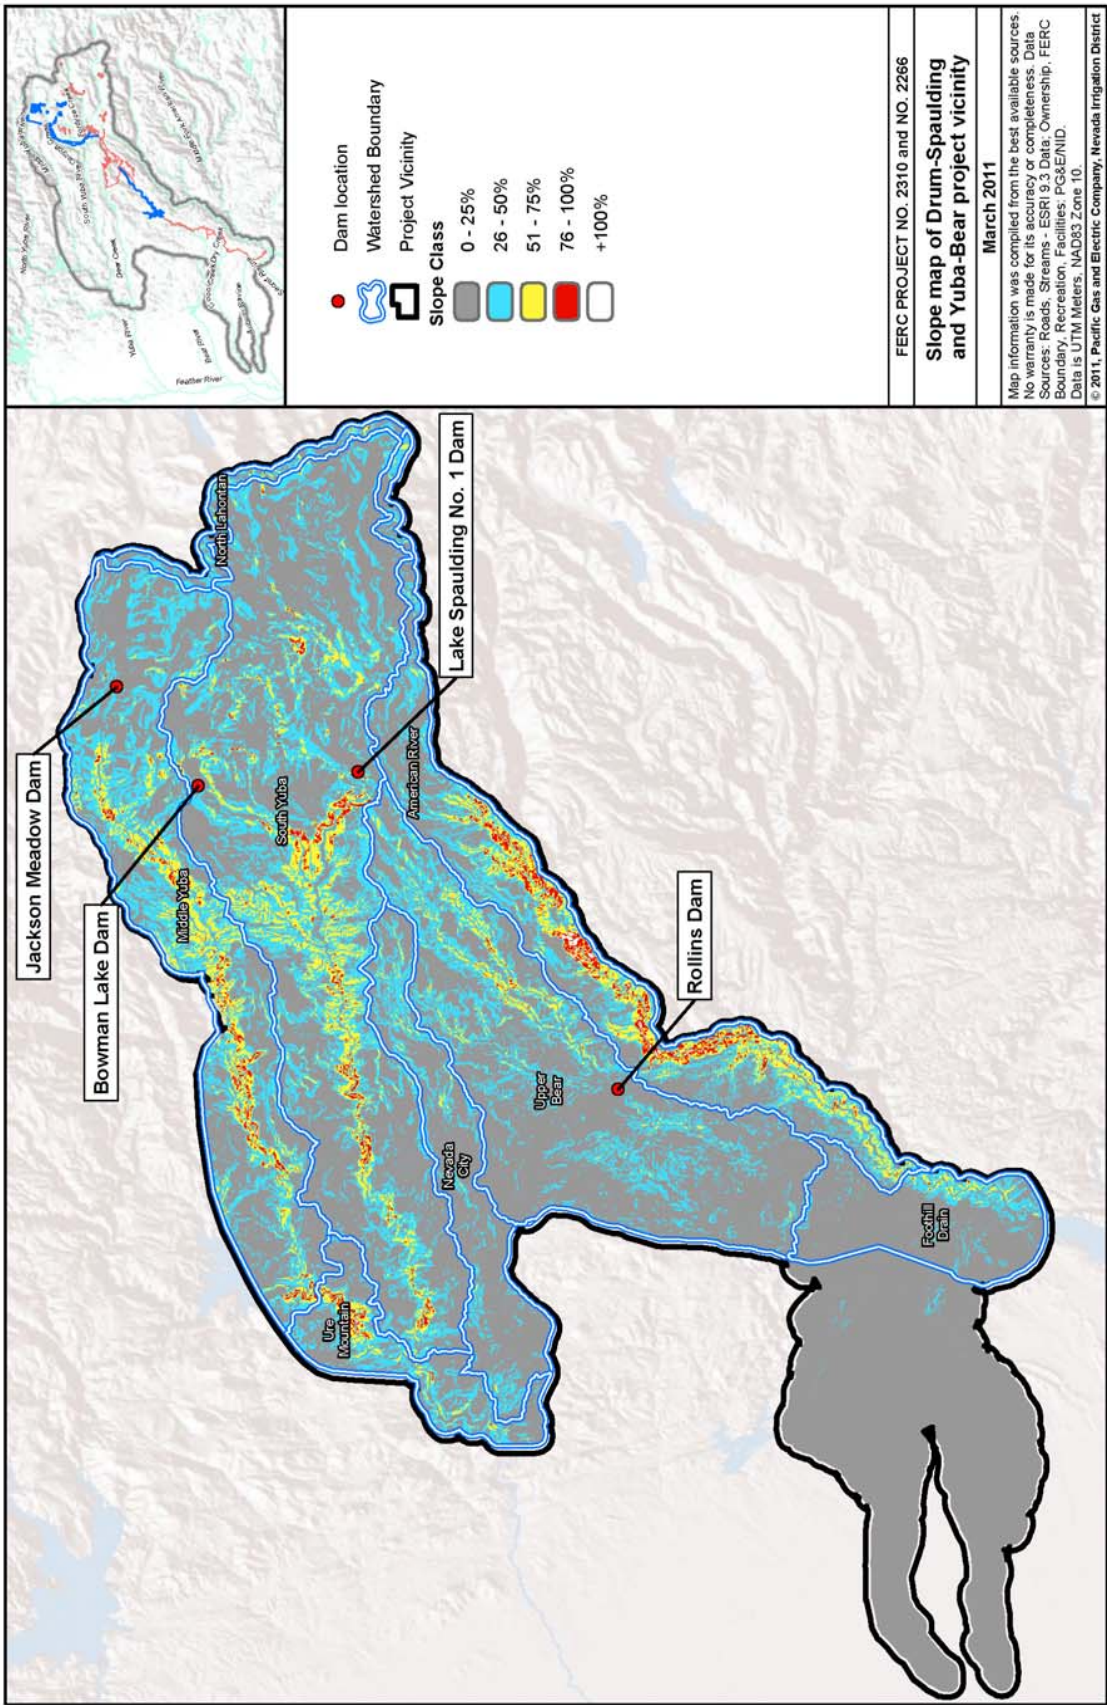 Jackson Meadow Dam
Bowman Lake Dam
Lake Spaulding No. 1 Dam
Rollins Dam
North Lahontan
Middle Yuba
South Yuba
American River
Upper
Bear
Nevada
City
Ure
Mountain
Foothill
Drain
North Yuba River
Middle Yuba River
South Yuba River
Deer Creek
Yuba River
Bear River
Feather River
Dam location
Watershed Boundary
Project Vicinity
Slope Class
0 - 25%
26 - 50%
51 - 75%
76 - 100%
+100%
FERC PROJECT NO. 2310 and NO. 2266
Slope map of Drum-Spaulding
and Yuba-Bear project vicinity
March 2011
Map information was compiled from the best available sources.
No warranty is made for its accuracy or completeness. Data
Sources: Roads, Streams - ESRI 9.3 Data; Ownership, FERC
Boundary, Recreation, Facilities: PG&E/NID.
Data is UTM Meters, NAD83 Zone 10.
© 2011, Pacific Gas and Electric Company, Nevada Irrigation District